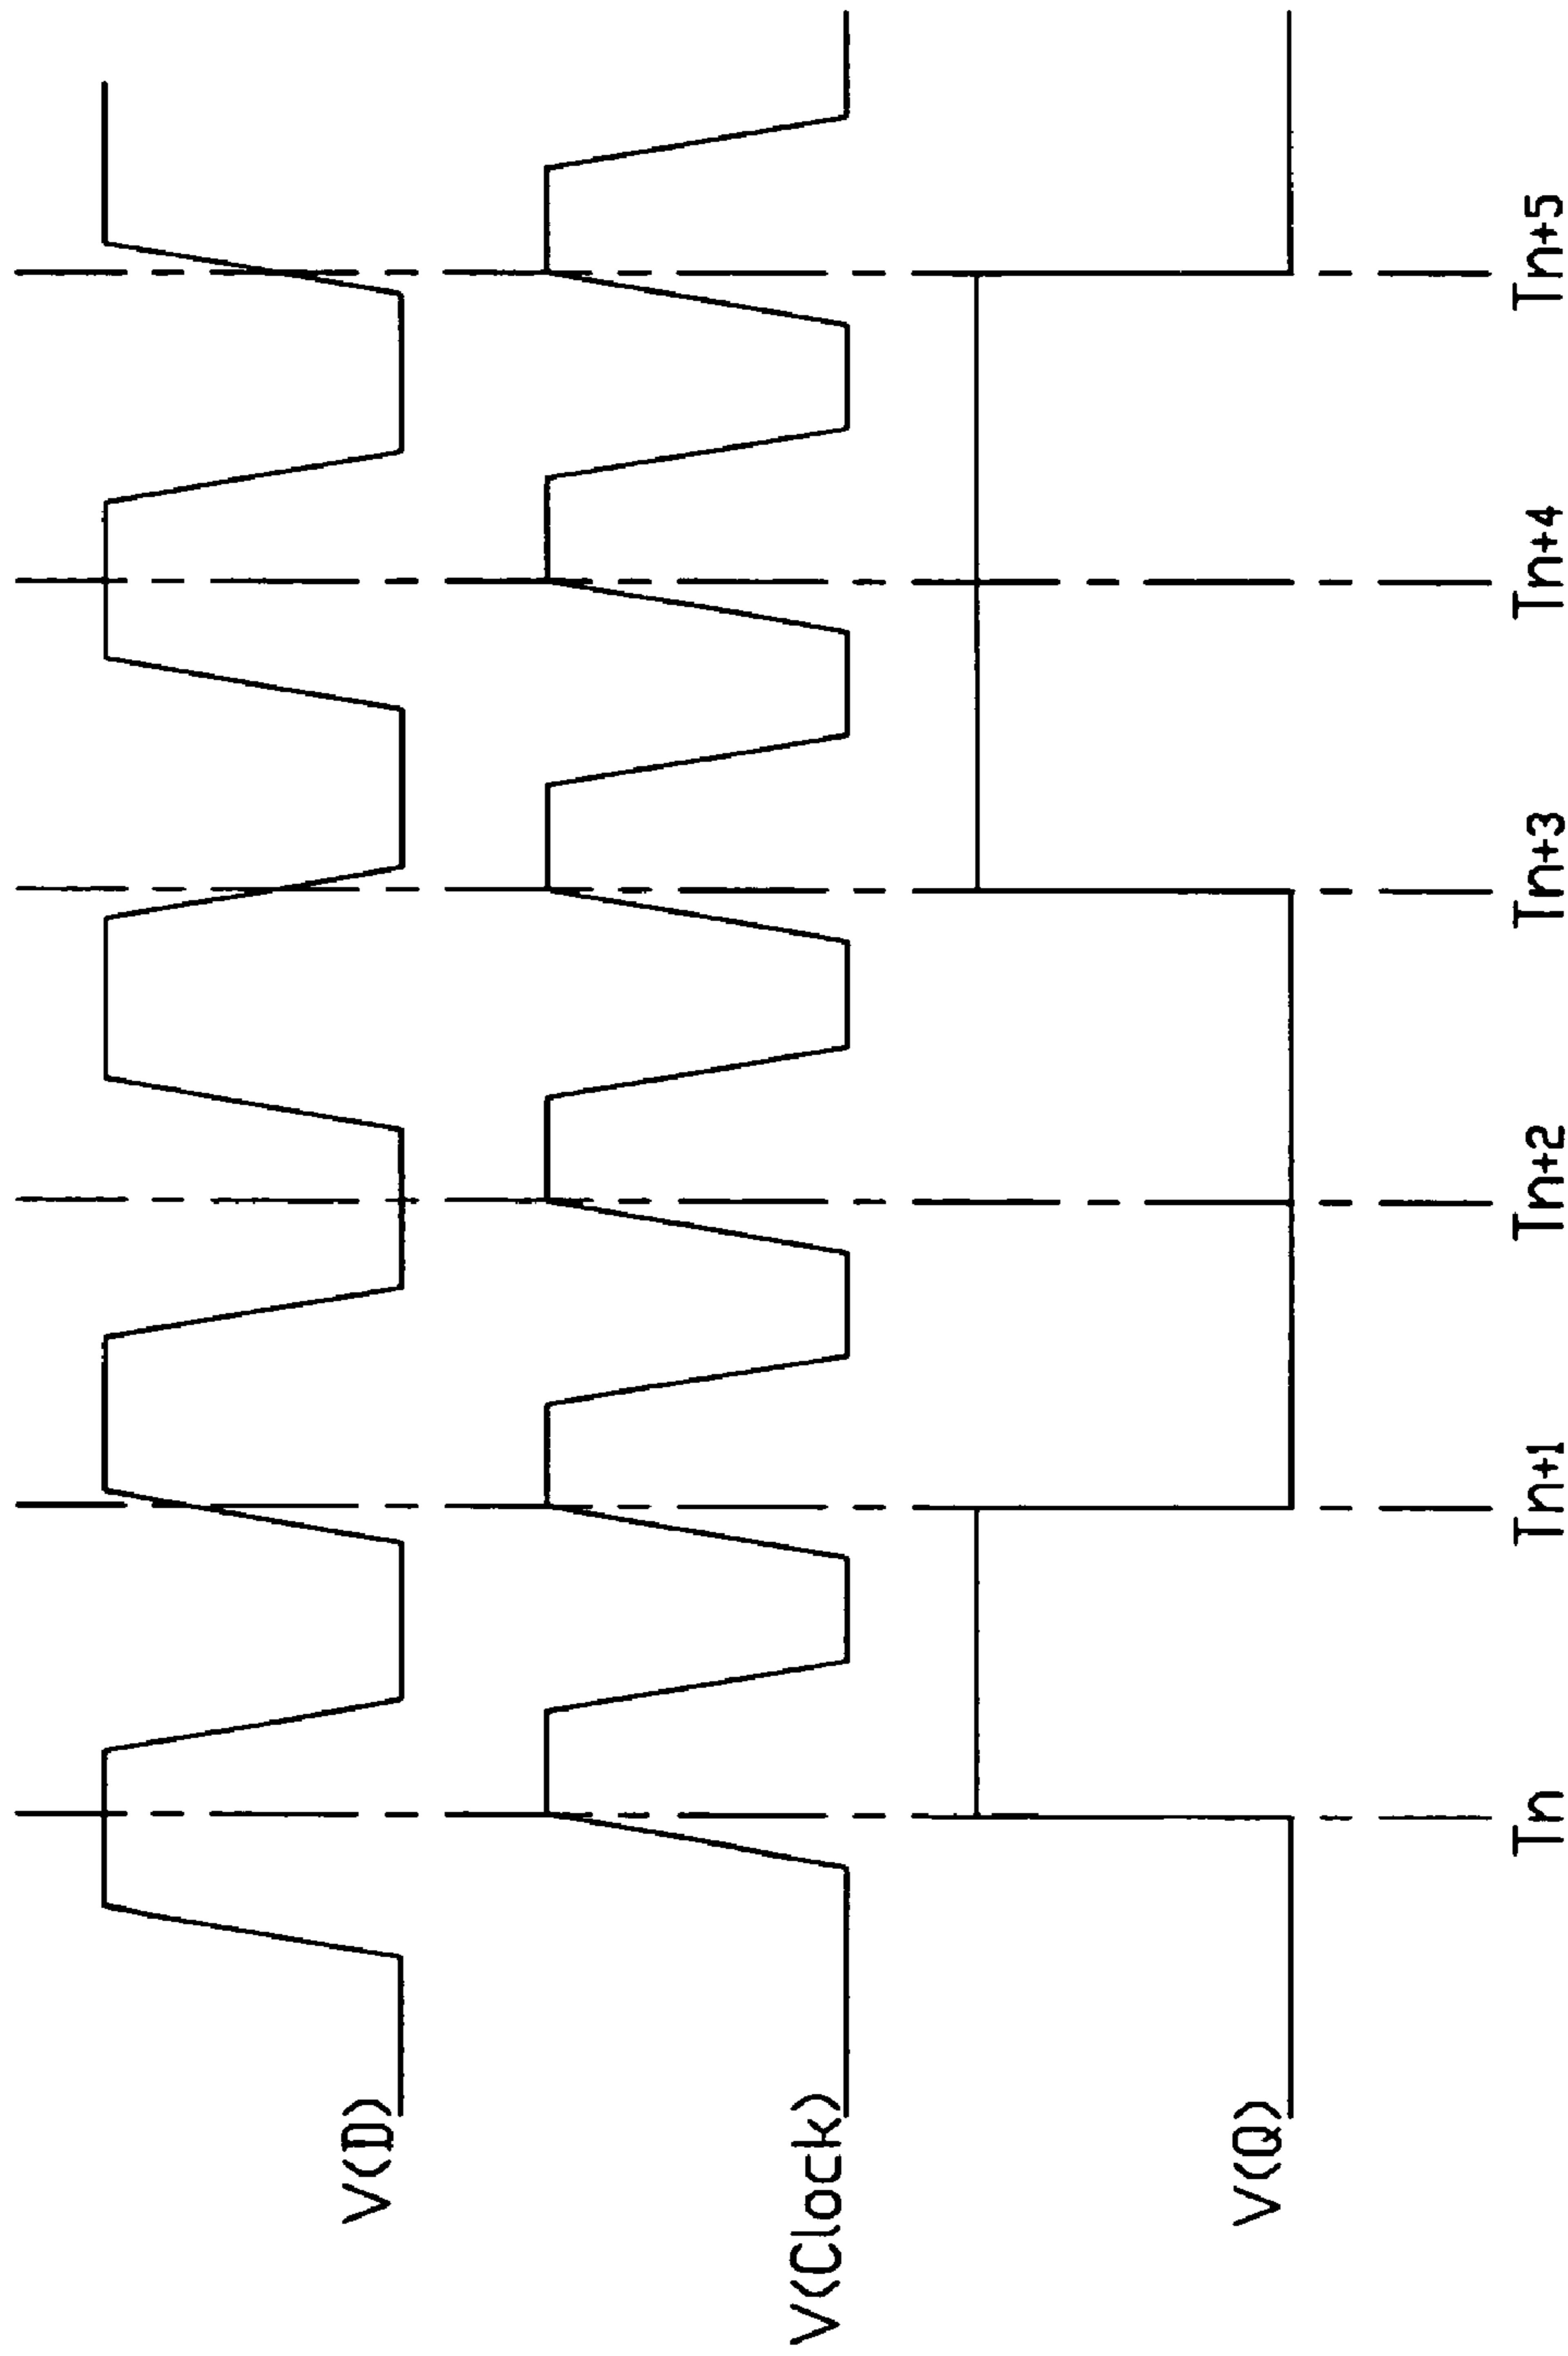 V(D)
V(Clock)
V(Q)
Tn
Tn+1
Tn+2
Tn+3
Tn+4
Tn+5